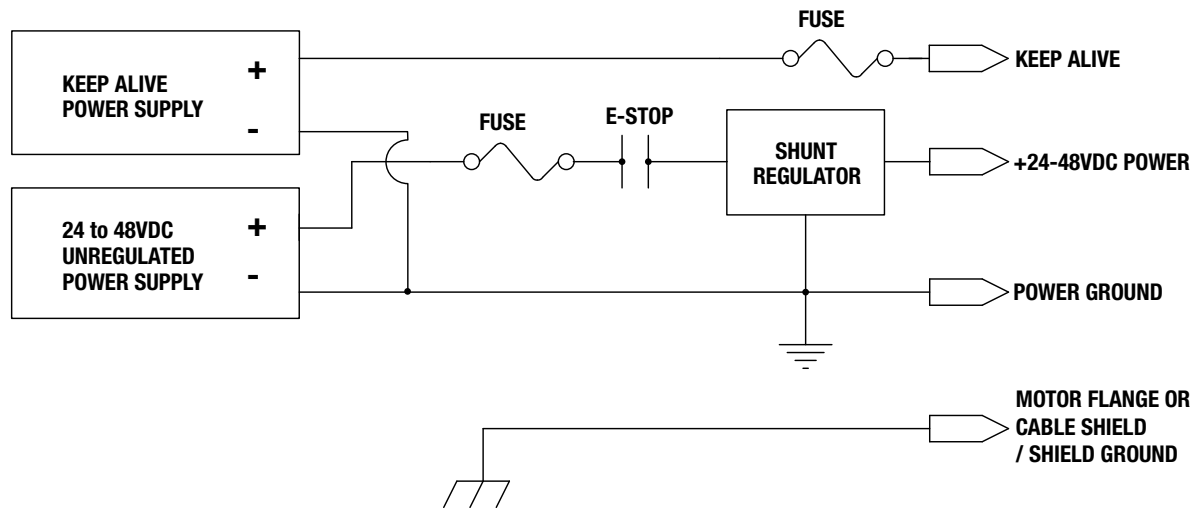 FUSE
KEEP ALIVE
POWER SUPPLY
+
-
KEEP ALIVE
FUSE
E-STOP
SHUNT
REGULATOR
+24-48VDC POWER
24 to 48VDC
UNREGULATED
POWER SUPPLY
+
-
POWER GROUND
MOTOR FLANGE OR
CABLE SHIELD
/ SHIELD GROUND